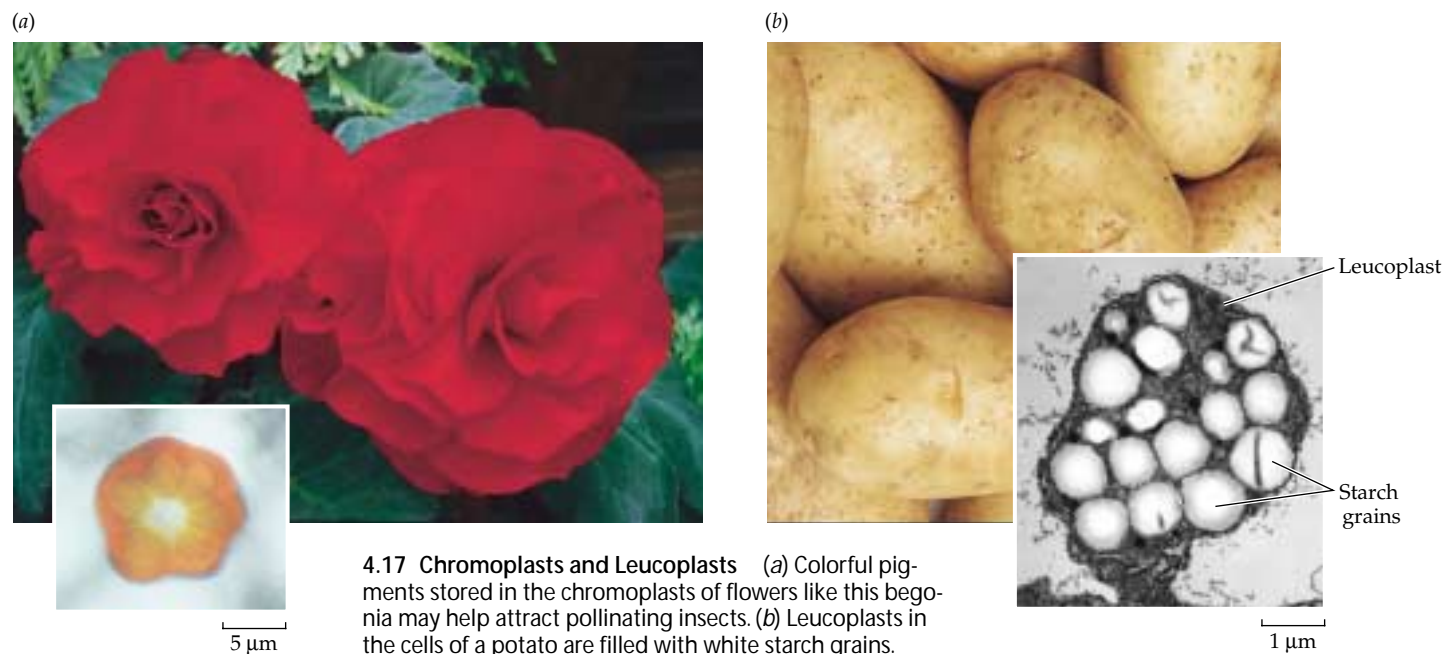 (a)
(b)
Leucoplast
Starch
grains
4.17 Chromoplasts and Leucoplasts (a) Colorful pig-
ments stored in the chromoplasts of flowers like this bego-
nia may help attract pollinating insects. (b) Leucoplasts in
the cells of a potato are filled with white starch grains.
5 µm
1 µm